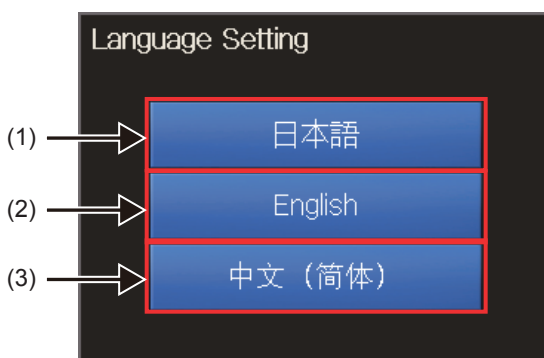 Language Setting
(1) 日本語
(2) English
(3) 中文（简体）